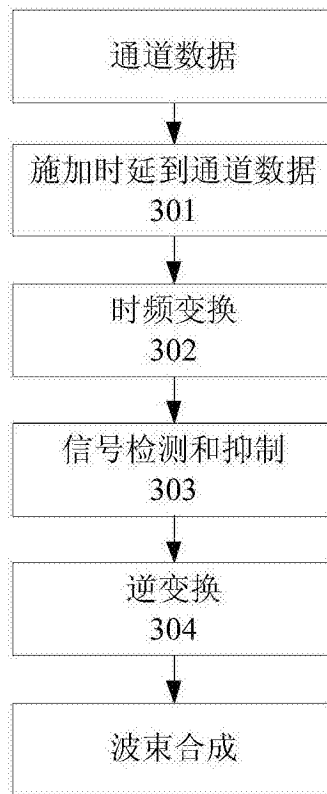 通道数据
施加时延到通道数据
301
时频变换
302
信号检测和抑制
303
逆变换
304
波束合成